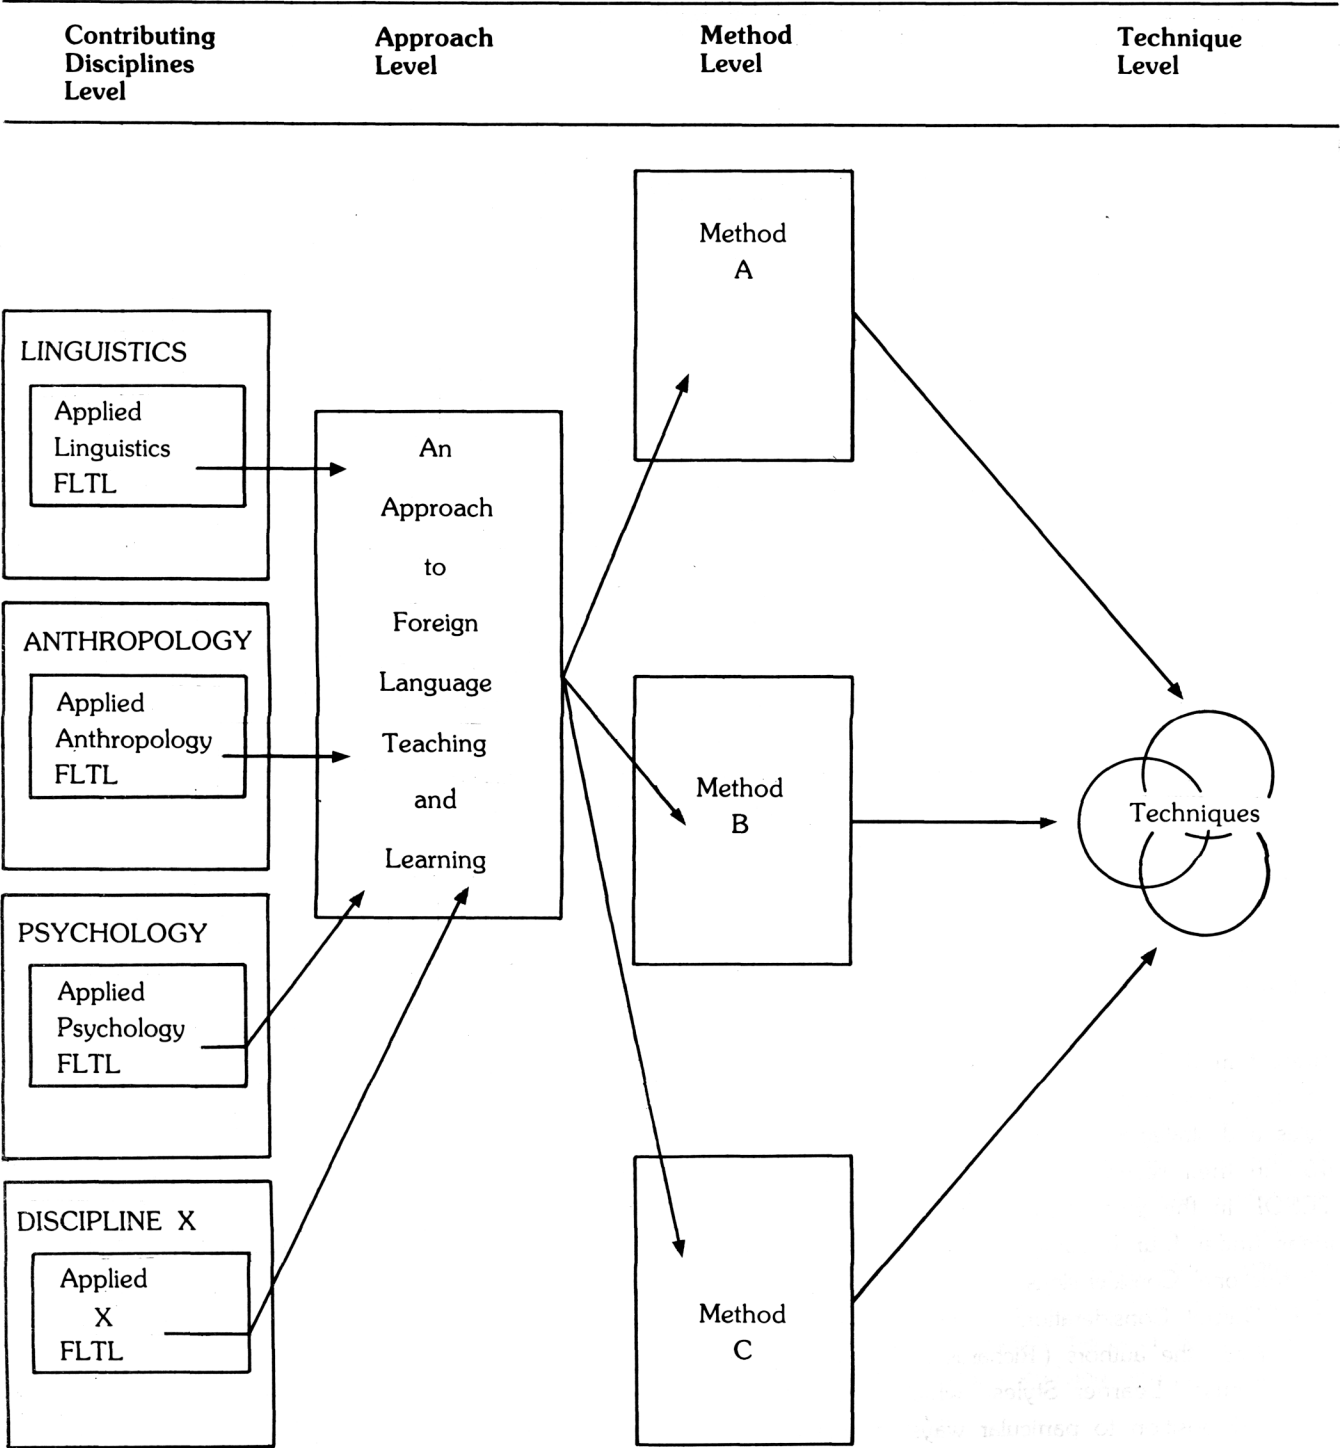 Contributing
Disciplines
Level
Approach
Level
Method
Level
Technique
Level
LINGUISTICS
Applied
Linguistics
FLTL
ANTHROPOLOGY
Applied
Anthropology
FLTL
PSYCHOLOGY
Applied
Psychology
FLTL
DISCIPLINE X
Applied
X
FLTL
An
Approach
to
Foreign
Language
Teaching
and
Learning
Method
A
Method
B
Method
C
Techniques